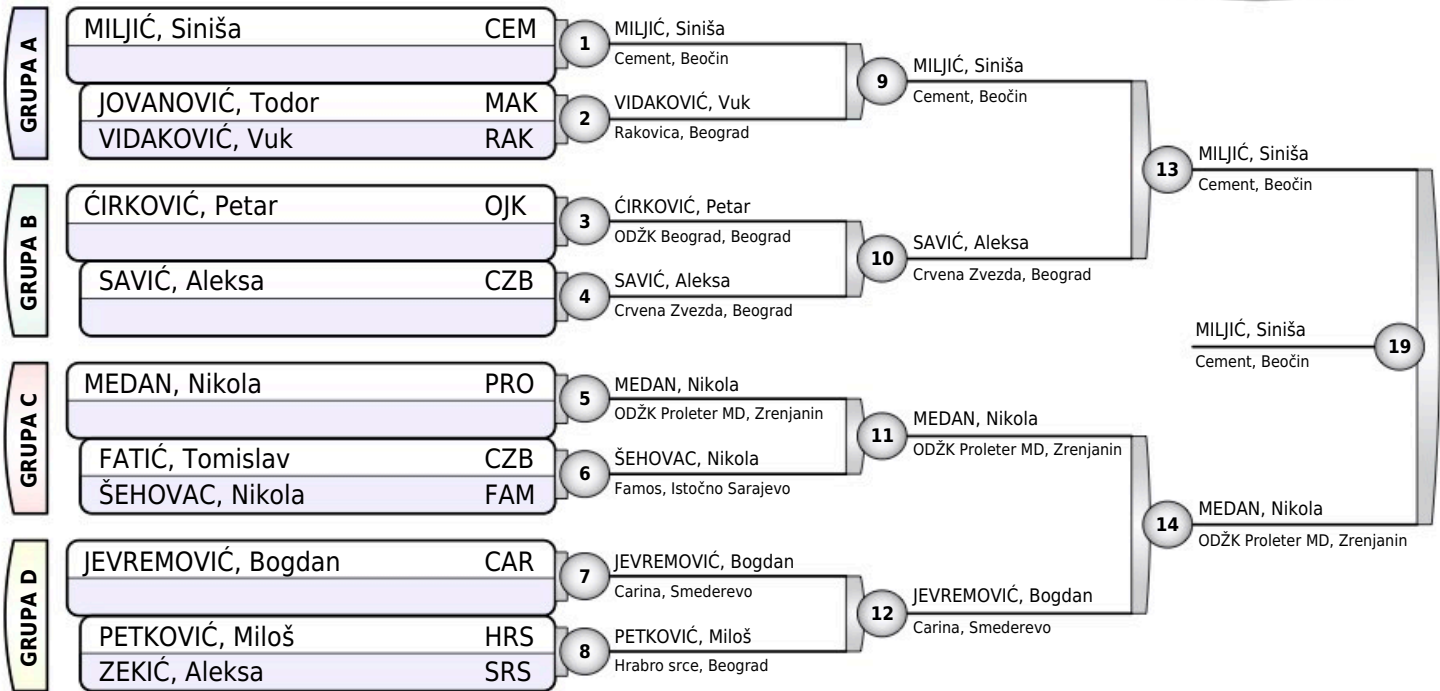 GRUPA A
MILJIĆ, Siniša CEM
JOVANOVIĆ, Todor MAK
VIDAKOVIĆ, Vuk RAK
GRUPA B
ĆIRKOVIĆ, Petar OJK
SAVIĆ, Aleksa CZB
GRUPA C
MEDAN, Nikola PRO
FATIĆ, Tomislav CZB
ŠEHOVAC, Nikola FAM
GRUPA D
JEVREMOVIĆ, Bogdan CAR
PETKOVIĆ, Miloš HRS
ZEKIĆ, Aleksa SRS
1 MILJIĆ, Siniša
Cement, Beočin
2 VIDAKOVIĆ, Vuk
Rakovica, Beograd
3 ĆIRKOVIĆ, Petar
ODŽK Beograd, Beograd
4 SAVIĆ, Aleksa
Crvena Zvezda, Beograd
5 MEDAN, Nikola
ODŽK Proleter MD, Zrenjanin
6 ŠEHOVAC, Nikola
Famos, Istočno Sarajevo
7 JEVREMOVIĆ, Bogdan
Carina, Smederevo
8 PETKOVIĆ, Miloš
Hrabro srce, Beograd
9 MILJIĆ, Siniša
Cement, Beočin
10 SAVIĆ, Aleksa
Crvena Zvezda, Beograd
11 MEDAN, Nikola
ODŽK Proleter MD, Zrenjanin
12 JEVREMOVIĆ, Bogdan
Carina, Smederevo
13 MILJIĆ, Siniša
Cement, Beočin
14 MEDAN, Nikola
ODŽK Proleter MD, Zrenjanin
MILJIĆ, Siniša 19
Cement, Beočin